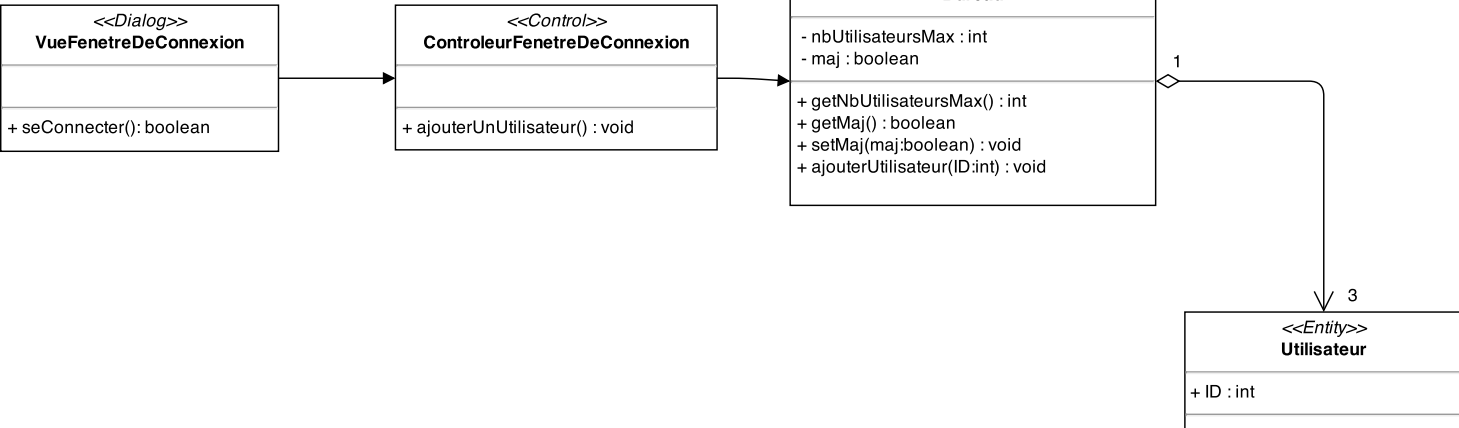 <<Dialog>>
VueFenetreDeConnexion
+ seConnecter(): boolean
<<Control>>
ControleurFenetreDeConnexion
+ ajouterUnUtilisateur() : void
- nbUtilisateursMax : int
- maj : boolean
+ getNbUtilisateursMax() : int
+ getMaj() : boolean
+ setMaj(maj:boolean) : void
+ ajouterUtilisateur(ID:int) : void
1
3
<<Entity>>
Utilisateur
+ ID : int